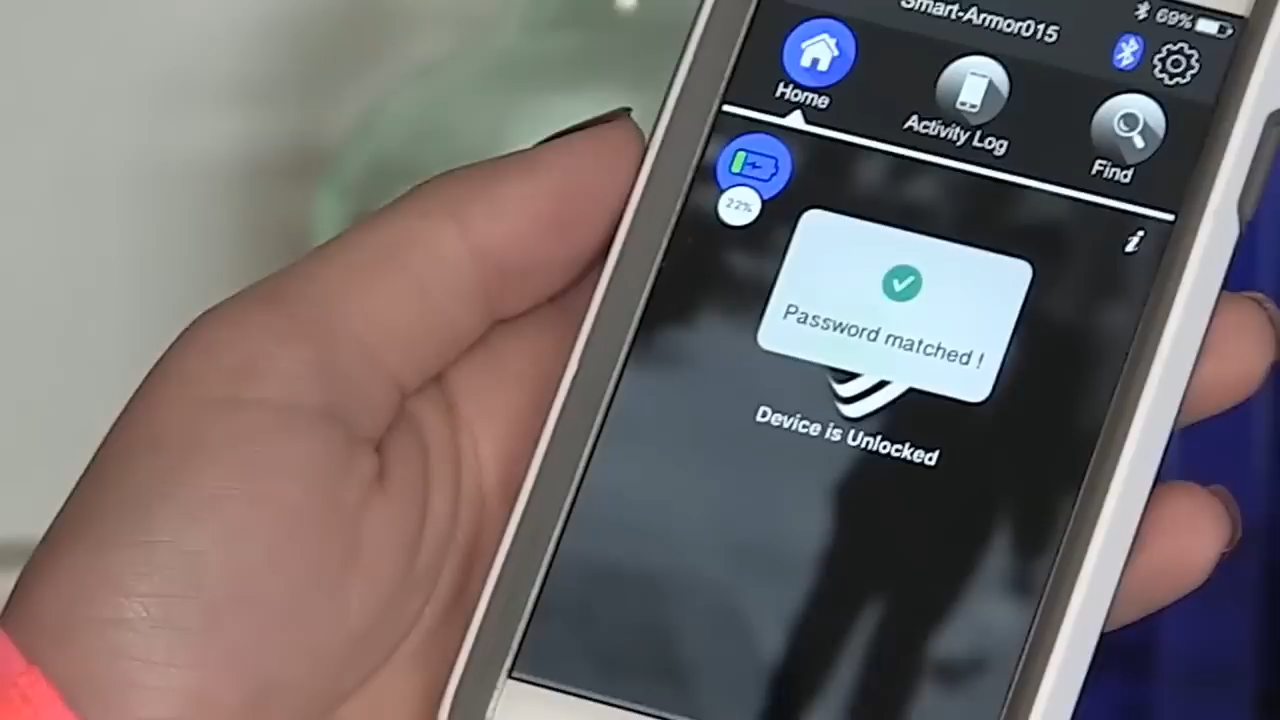 69%
Smart-Armor015
Home
Activity Log
Find
22%
i
Password matched !
Device is Unlocked